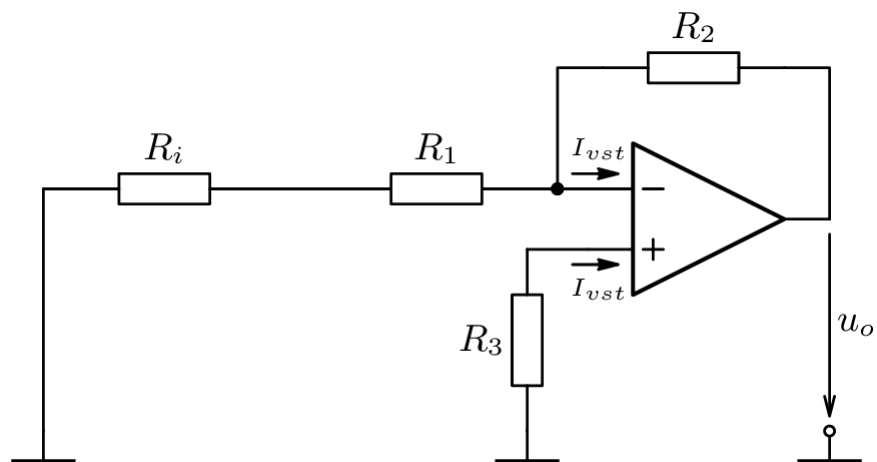 R₂
Rᵢ
R₁
Iᵥₛₜ
−
+
Iᵥₛₜ
R₃
uₒ